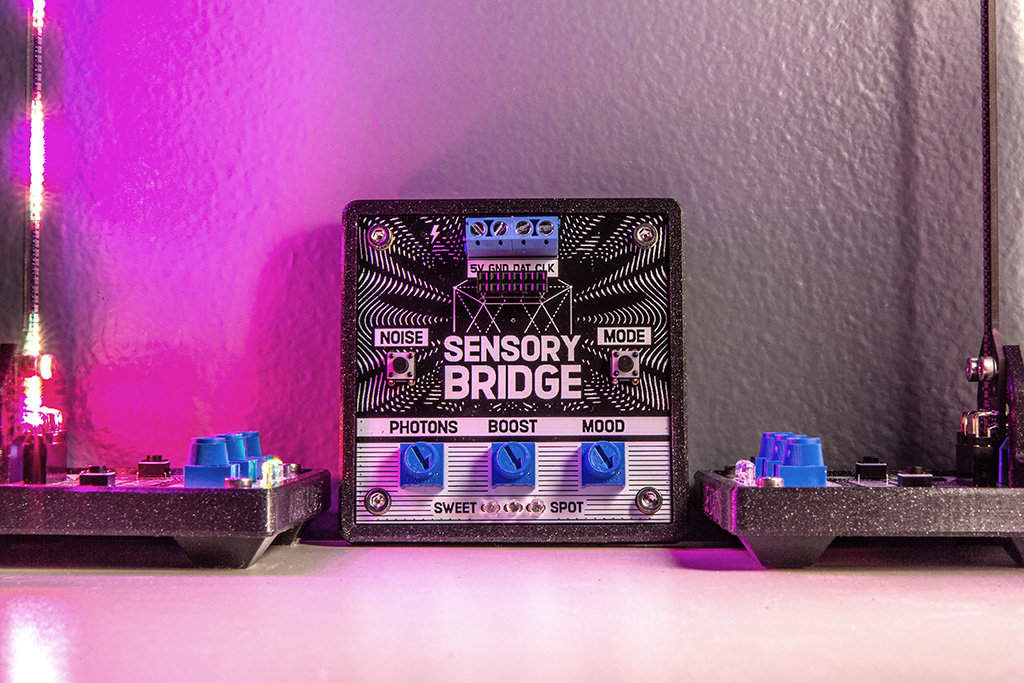 5V GND DAT CLK
NOISE
MODE
SENSORY
BRIDGE
PHOTONS BOOST MOOD
SWEET SPOT